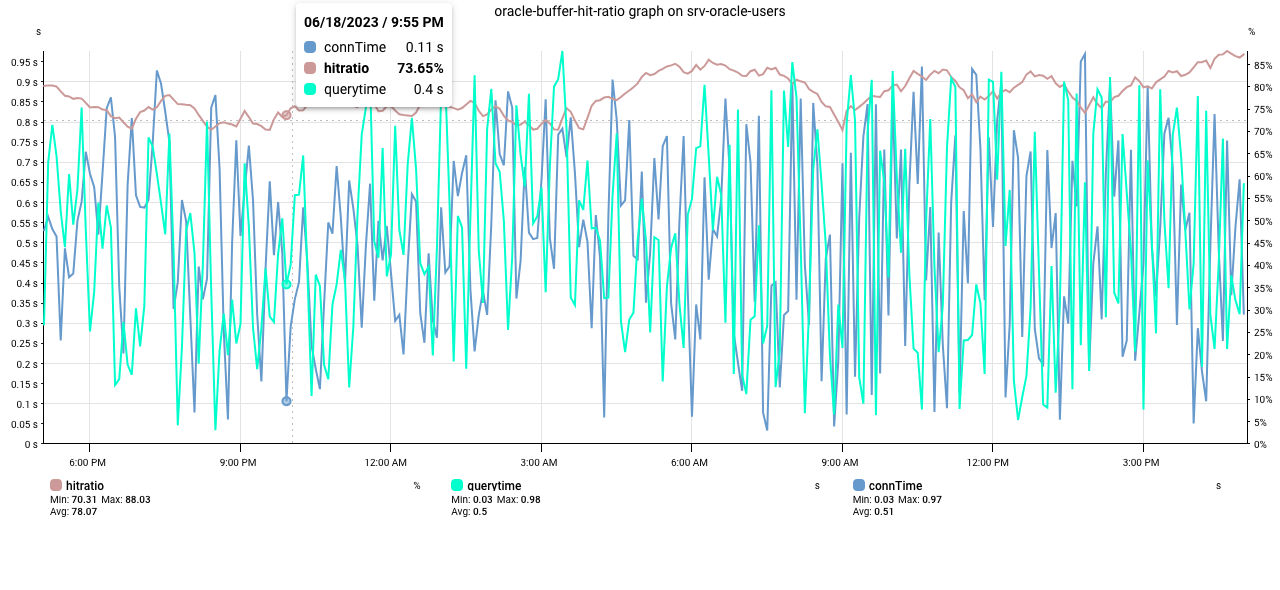 oracle-buffer-hit-ratio graph on srv-oracle-users
06/18/2023 / 9:55 PM
connTime 0.11 s
hitratio 73.65%
querytime 0.4 s
s
%
0.95 s
0.9 s
0.85 s
0.8 s
0.75 s
0.7 s
0.65 s
0.6 s
0.55 s
0.5 s
0.45 s
0.4 s
0.35 s
0.3 s
0.25 s
0.2 s
0.15 s
0.1 s
0.05 s
0 s
85%
80%
75%
70%
65%
60%
55%
50%
45%
40%
35%
30%
25%
20%
15%
10%
5%
0%
6:00 PM 9:00 PM 12:00 AM 3:00 AM 6:00 AM 9:00 AM 12:00 PM 3:00 PM
hitratio %
Min: 70.31 Max: 88.03
Avg: 78.07
querytime s
Min: 0.03 Max: 0.98
Avg: 0.5
connTime s
Min: 0.03 Max: 0.97
Avg: 0.51